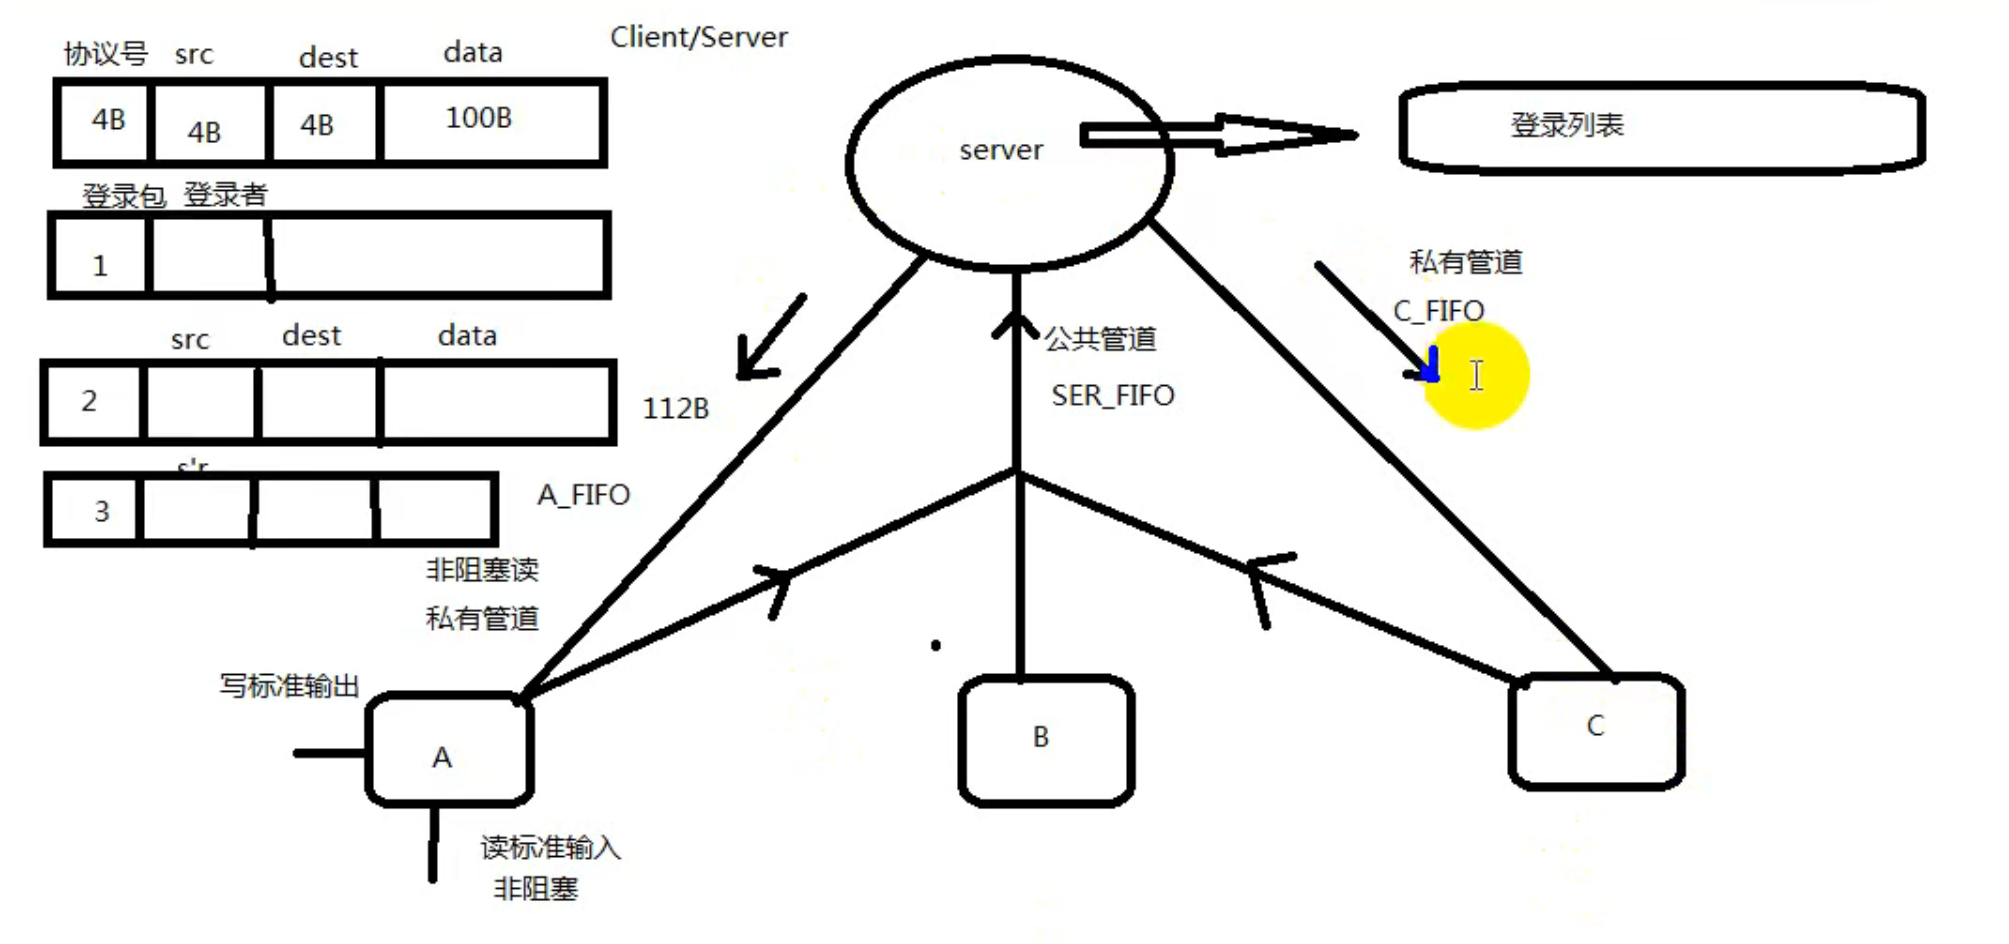 协议号 src dest data
4B 4B 4B 100B
登录包 登录者
1
src dest data
2
112B
s'r
3
A_FIFO
非阻塞读
私有管道
写标准输出
A
读标准输入
非阻塞
Client/Server
server
登录列表
公共管道
SER_FIFO
私有管道
C_FIFO
B
C